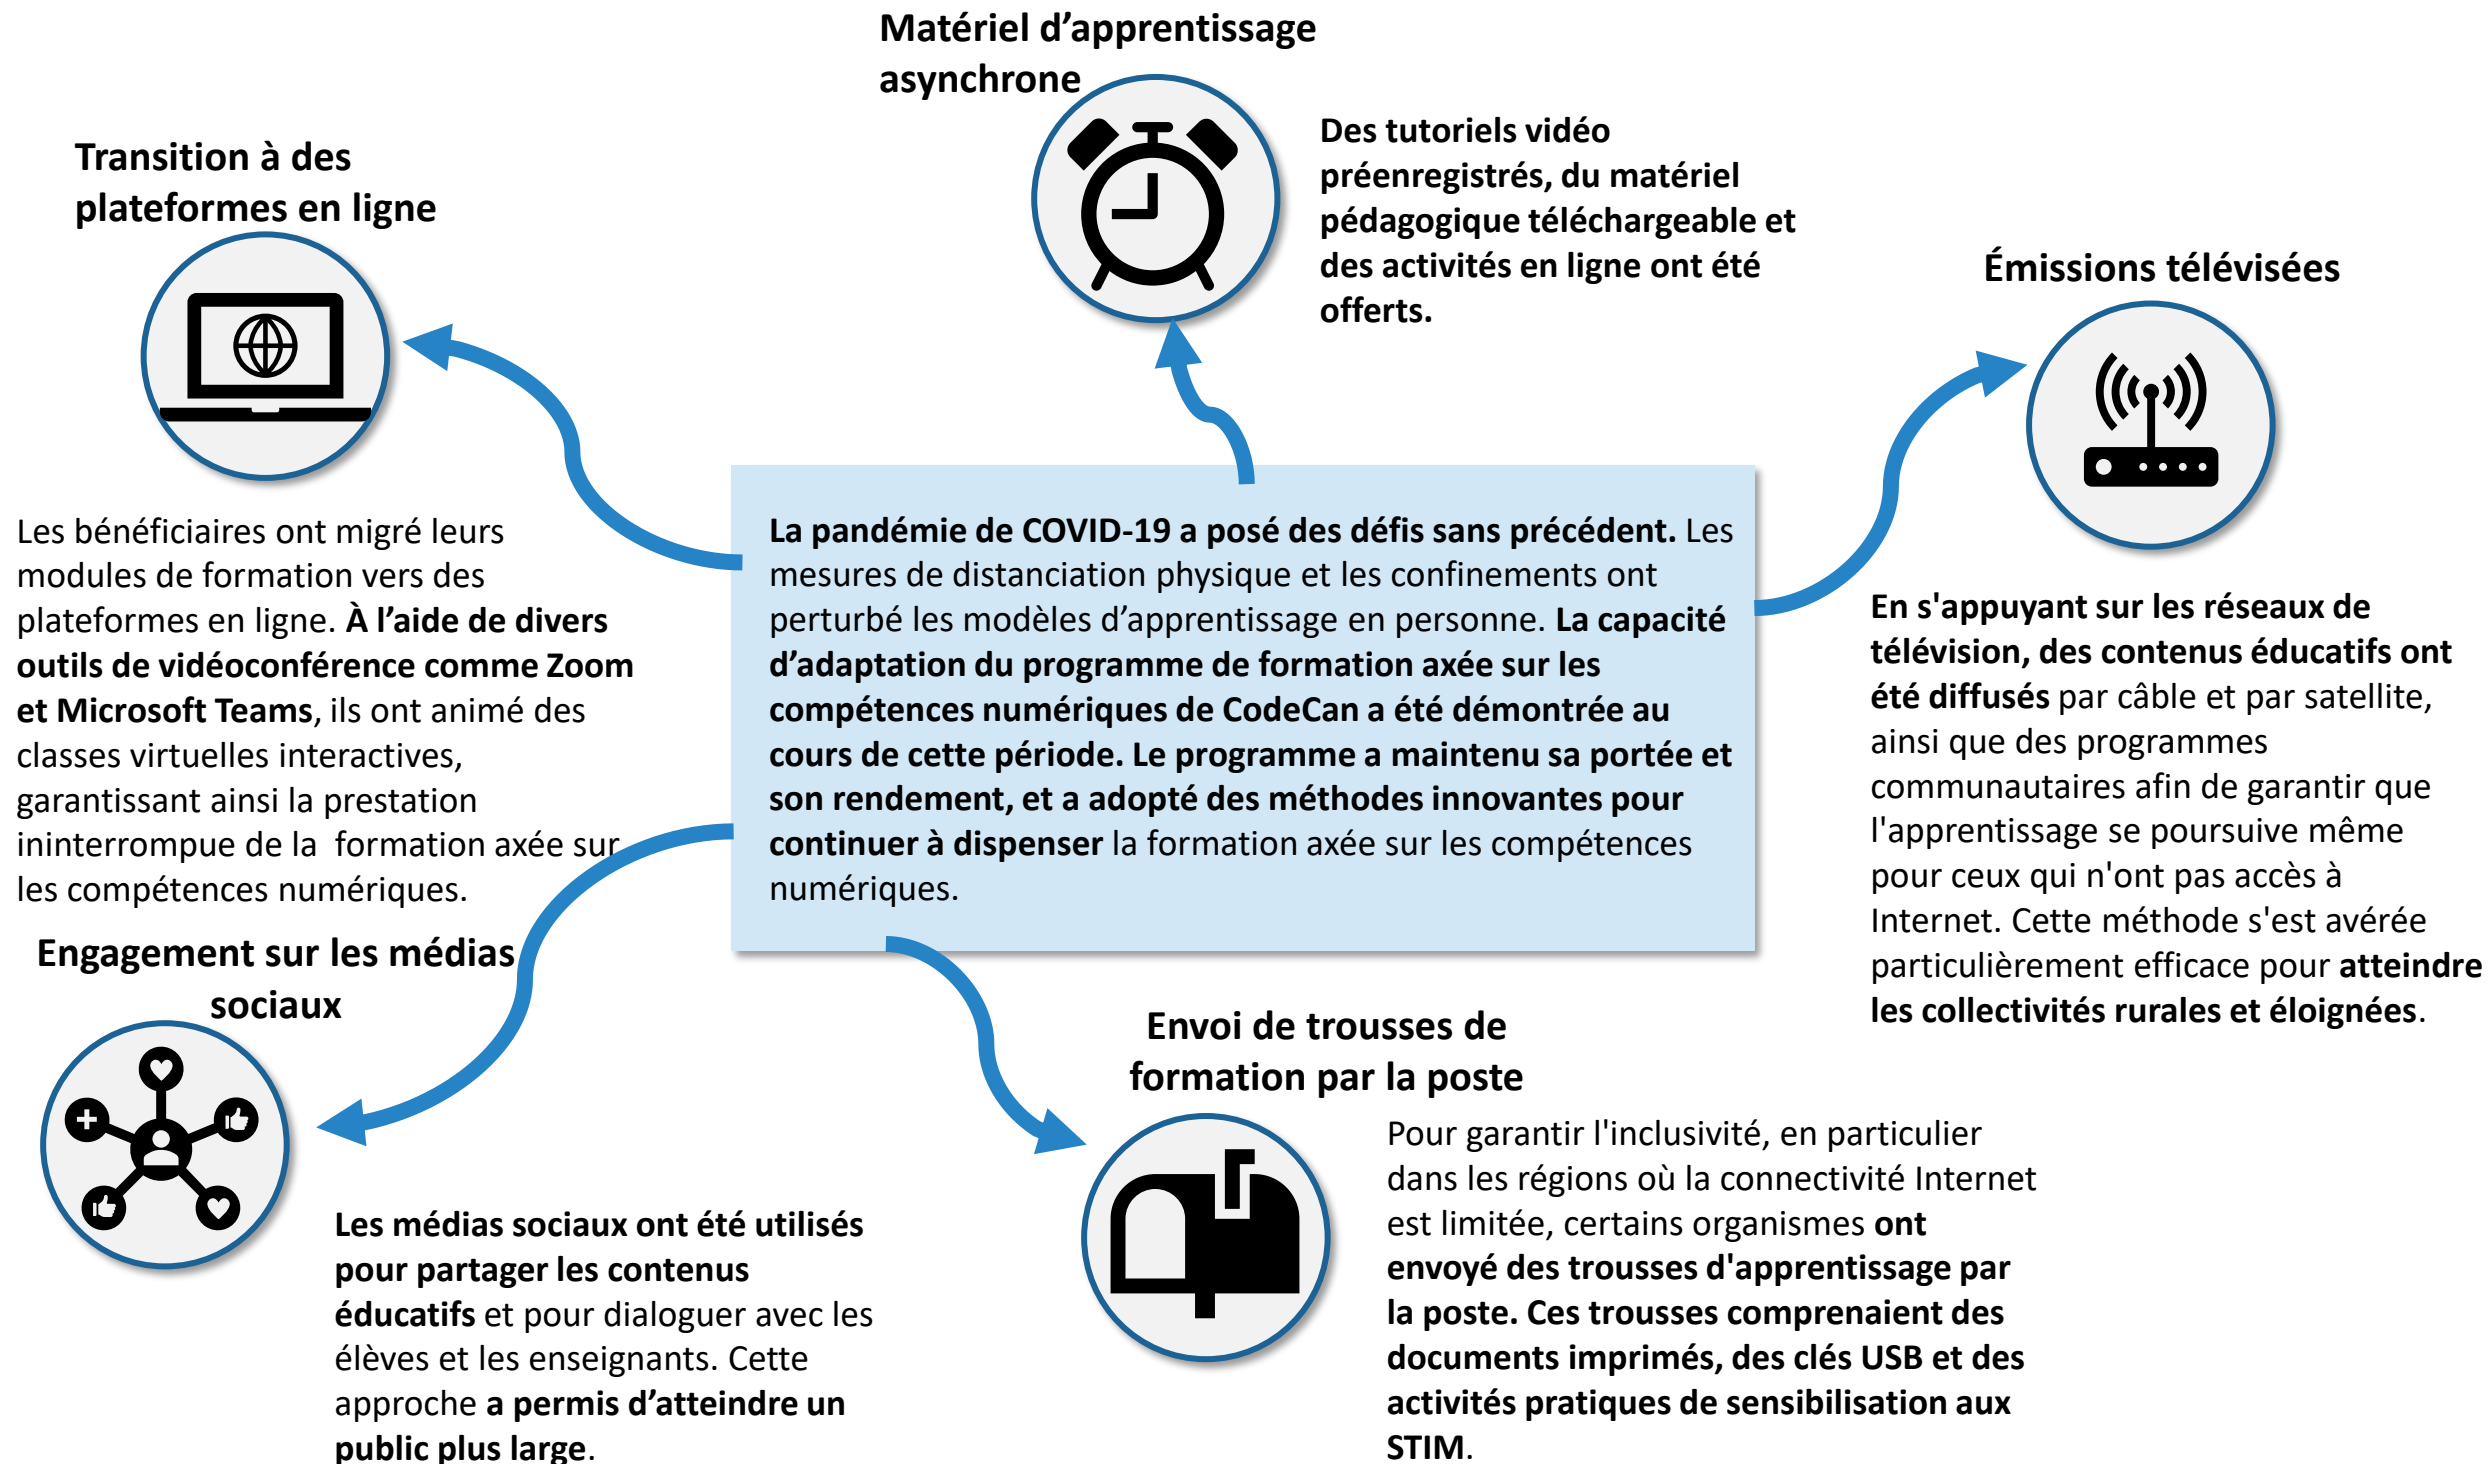 Matériel d’apprentissage
asynchrone
Des tutoriels vidéo
préenregistrés, du matériel
pédagogique téléchargeable et
des activités en ligne ont été
offerts.
Transition à des
plateformes en ligne
Les bénéficiaires ont migré leurs
modules de formation vers des
plateformes en ligne. À l’aide de divers
outils de vidéoconférence comme Zoom
et Microsoft Teams, ils ont animé des
classes virtuelles interactives,
garantissant ainsi la prestation
ininterrompue de la  formation axée sur
les compétences numériques.
Émissions télévisées
En s'appuyant sur les réseaux de
télévision, des contenus éducatifs ont
été diffusés par câble et par satellite,
ainsi que des programmes
communautaires afin de garantir que
l'apprentissage se poursuive même
pour ceux qui n'ont pas accès à
Internet. Cette méthode s'est avérée
particulièrement efficace pour atteindre
les collectivités rurales et éloignées.
La pandémie de COVID-19 a posé des défis sans précédent. Les
mesures de distanciation physique et les confinements ont
perturbé les modèles d’apprentissage en personne. La capacité
d’adaptation du programme de formation axée sur les
compétences numériques de CodeCan a été démontrée au
cours de cette période. Le programme a maintenu sa portée et
son rendement, et a adopté des méthodes innovantes pour
continuer à dispenser la formation axée sur les compétences
numériques.
Engagement sur les médias
sociaux
Les médias sociaux ont été utilisés
pour partager les contenus
éducatifs et pour dialoguer avec les
élèves et les enseignants. Cette
approche a permis d’atteindre un
public plus large.
Envoi de trousses de
formation par la poste
Pour garantir l'inclusivité, en particulier
dans les régions où la connectivité Internet
est limitée, certains organismes ont
envoyé des trousses d'apprentissage par
la poste. Ces trousses comprenaient des
documents imprimés, des clés USB et des
activités pratiques de sensibilisation aux
STIM.